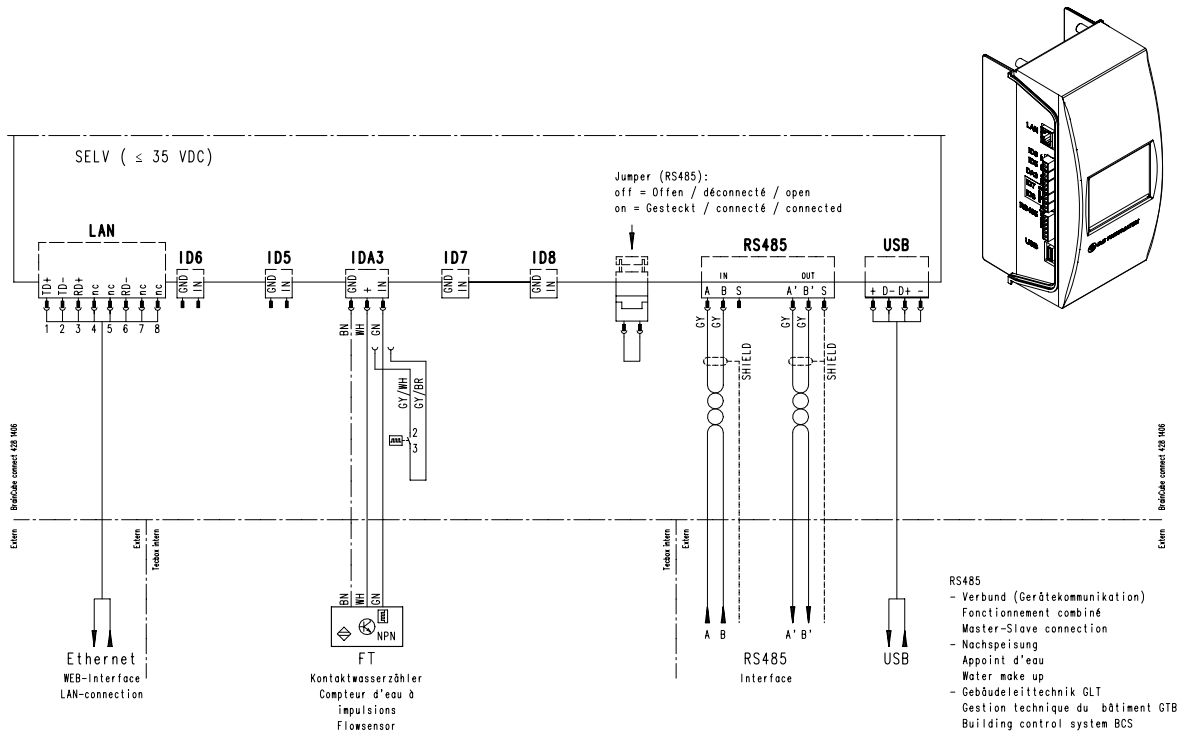 SELV ( ≤ 35 VDC)
Jumper (RS485):
off = Offen / déconnecté / open
on = Gesteckt / connecté / connected
LAN
ID6
ID5
IDA3
ID7
ID8
RS485
USB
TD+ TD- RD+ nc nc RD- nc nc
GND IN
GND IN
GND + IN
GND IN
GND IN
IN OUT
A B S A' B' S
+ D- D+ -
1 2 3 4 5 6 7 8
BN WH GN
GY GY
GY GY
SHIELD
SHIELD
GY/WH
GY/BR
2
3
BrainCube connect 428 1406
BrainCube connect 428 1406
Extern
Extern
Tecbox intern
Tecbox intern
Extern
Extern
BN WH GN
NPN
A B
A' B'
Ethernet
WEB-Interface
LAN-connection
FT
Kontaktwasserzähler
Compteur d'eau à
impulsions
Flowsensor
RS485
Interface
USB
RS485
- Verbund (Gerätekommunikation)
Fonctionnement combiné
Master-Slave connection
- Nachspeisung
Appoint d'eau
Water make up
- Gebäudeleittechnik GLT
Gestion technique du bâtiment GTB
Building control system BCS
LAN
RS485
USB